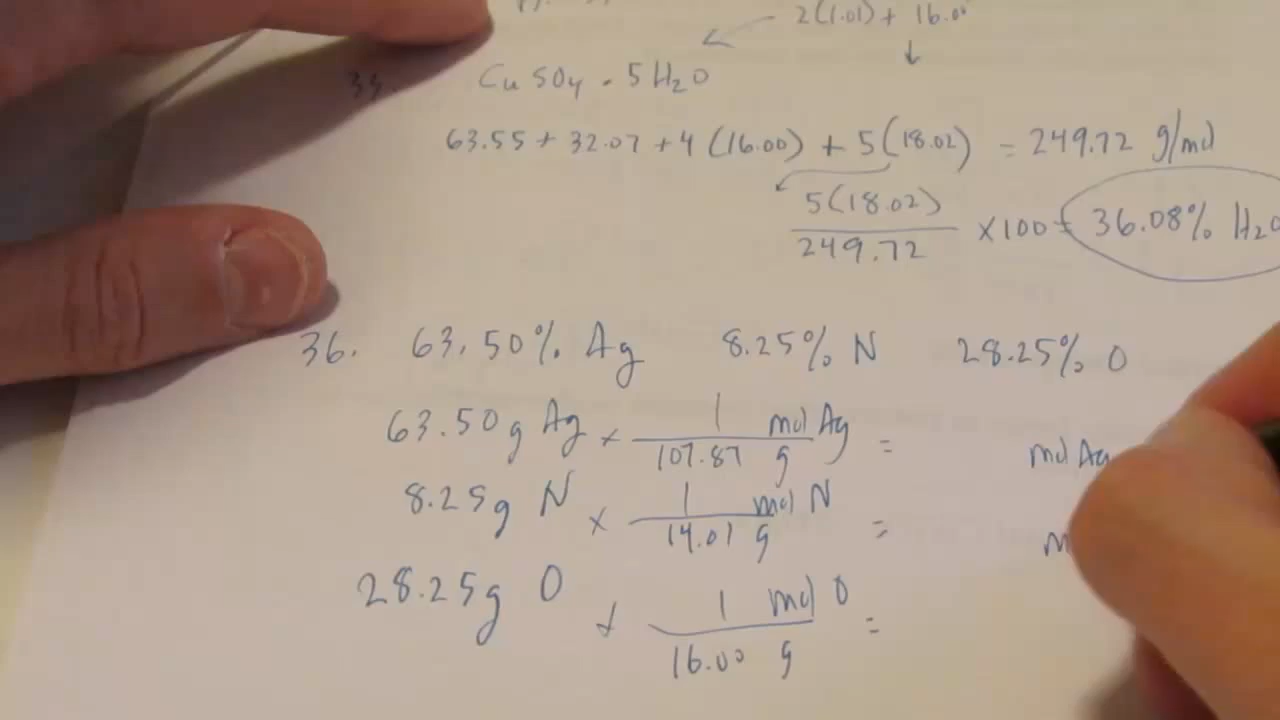 2(1.01) + 16.00
33. CuSO4 · 5H2O
63.55 + 32.07 + 4(16.00) + 5(18.02) = 249.72 g/mol
5(18.02)
249.72
×100 = 36.08% H2O
36. 63.50% Ag 8.25% N 28.25% O
63.50g Ag × 1 mol Ag = mol Ag
107.87 g
8.25g N × 1 mol N = m
14.01 g
28.25g O × 1 mol O =
16.00 g